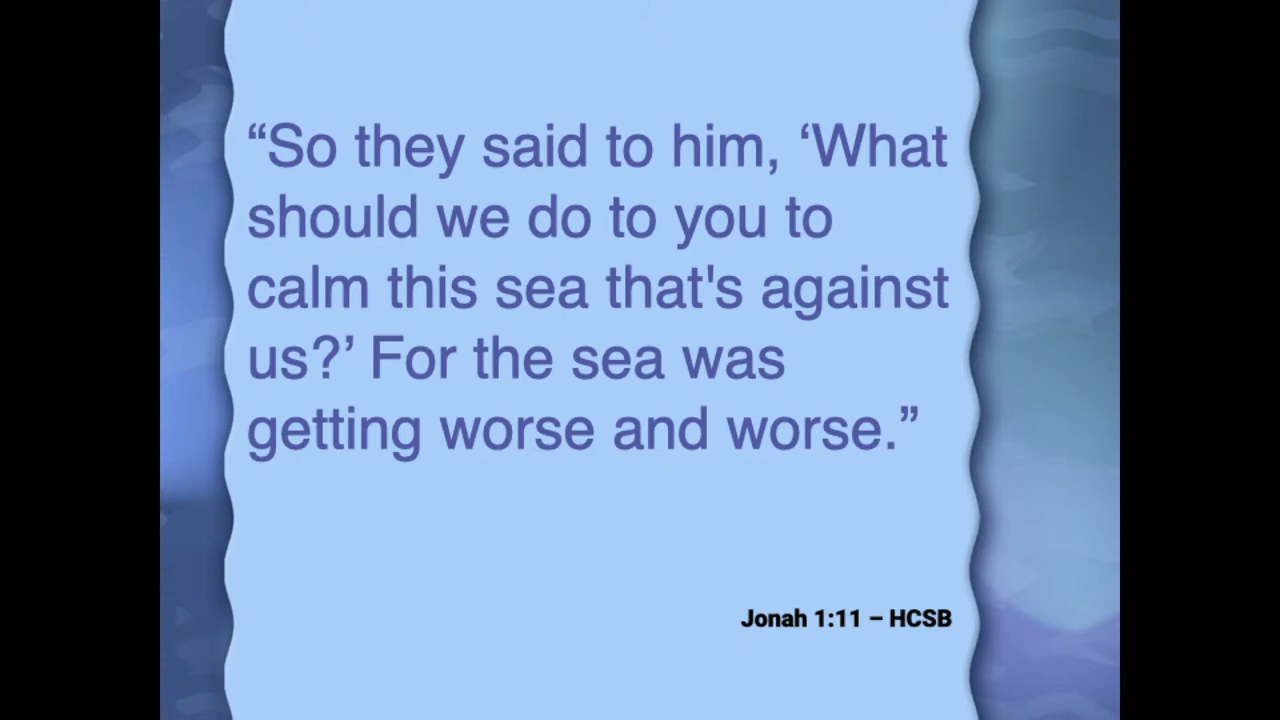 “So they said to him, ‘What
should we do to you to
calm this sea that's against
us?’ For the sea was
getting worse and worse.”
Jonah 1:11 – HCSB